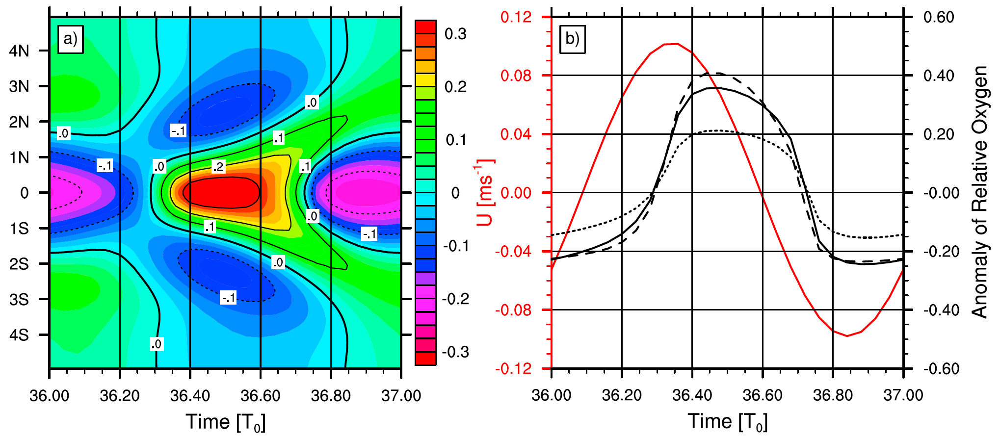 a)
4N
3N
2N
1N
0
1S
2S
3S
4S
.0
.0
-.1
.0
.1
-.1
.0
.2
.1
.1
.0
-.1
.0
-.1
.0
36.00 36.20 36.40 36.60 36.80 37.00
Time [T0]
0.3
0.2
0.1
0
-0.1
-0.2
-0.3
b)
0.12
0.08
0.04
0.00
-0.04
-0.08
-0.12
U [ms-1]
36.00 36.20 36.40 36.60 36.80 37.00
Time [T0]
0.60
0.40
0.20
-0.00
-0.20
-0.40
-0.60
Anomaly of Relative Oxygen